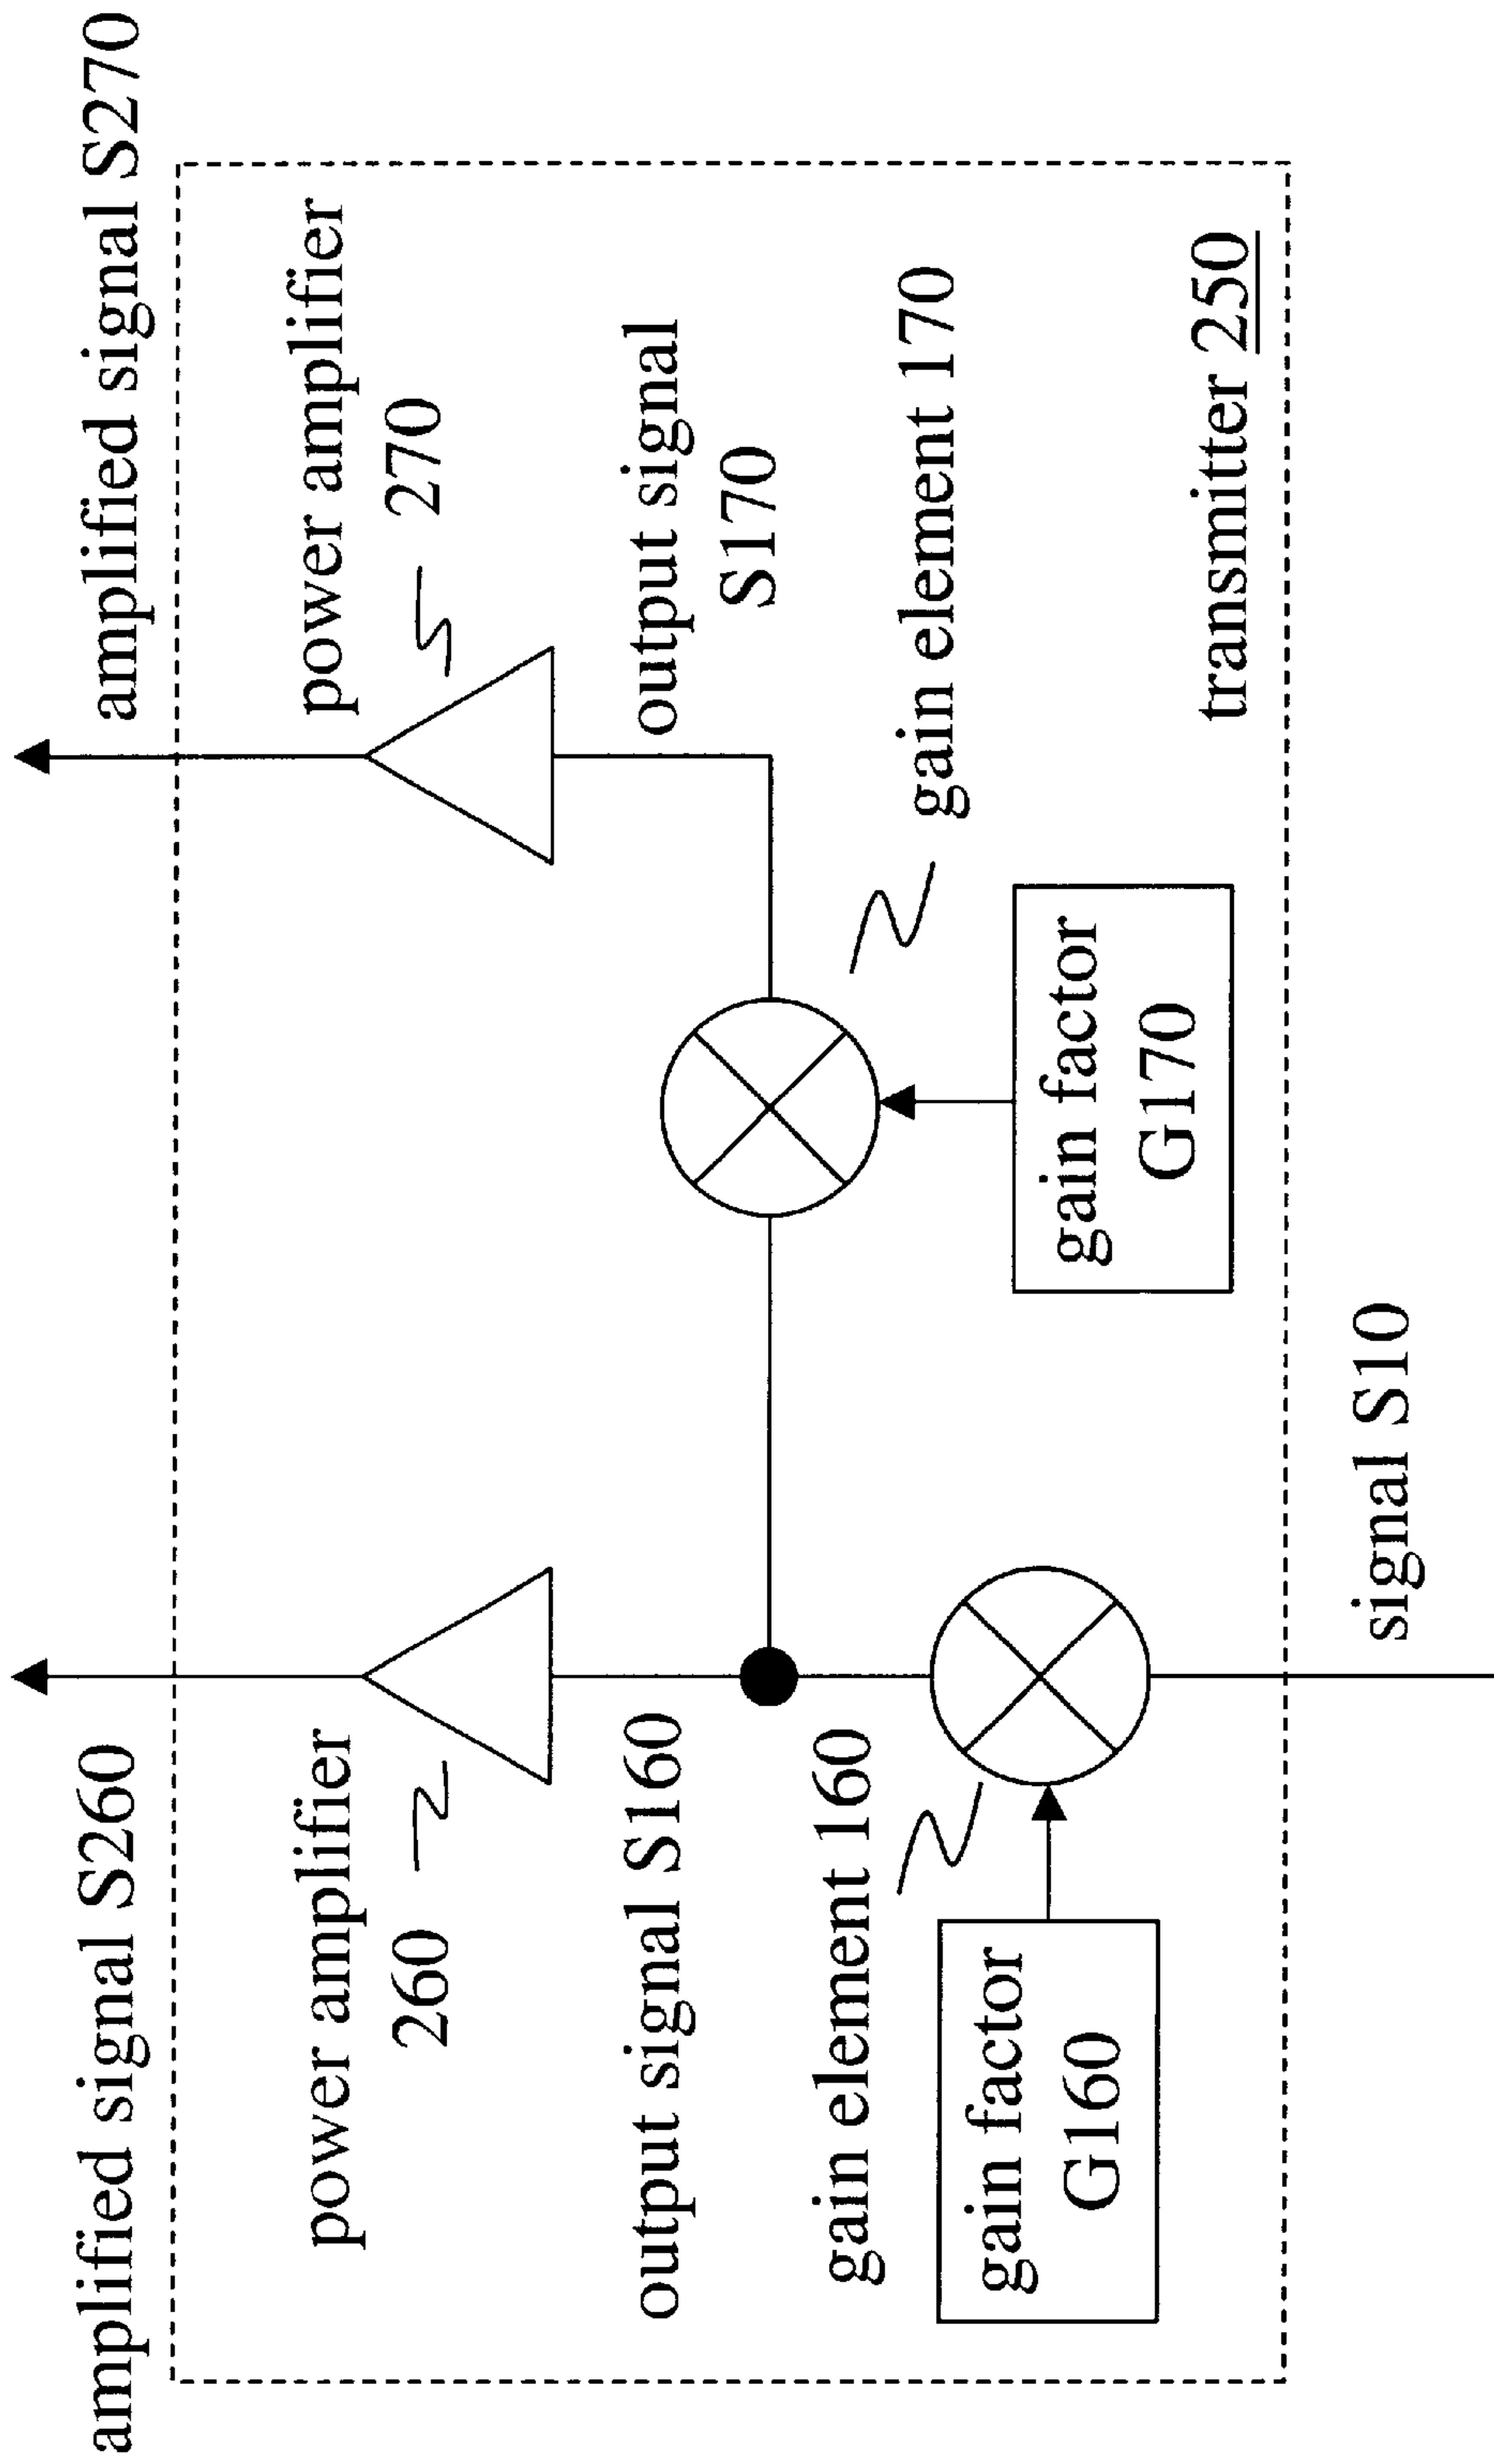 amplified signal S260
amplified signal S270
power amplifier
260
power amplifier
270
output signal S160
output signal
S170
gain element 160
gain element 170
gain factor
G160
gain factor
G170
transmitter 250
signal S10